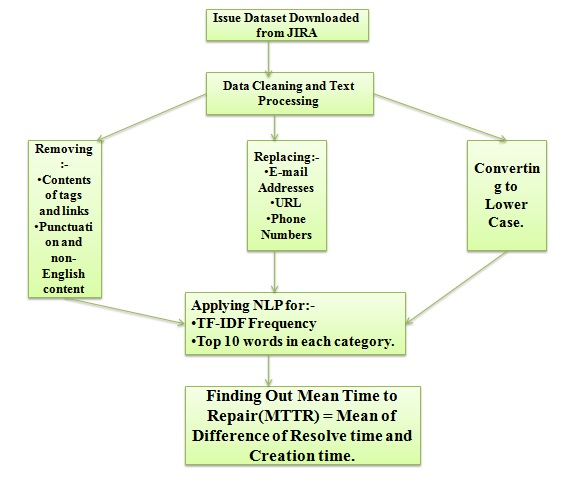 Issue Dataset Downloaded
from JIRA
Data Cleaning and Text
Processing
Removing
:-
•Contents
of tags
and links
•Punctuati
on and
non-
English
content
Replacing:-
•E-mail
Addresses
•URL
•Phone
Numbers
Convertin
g to
Lower
Case.
Applying NLP for:-
•TF-IDF Frequency
•Top 10 words in each category.
Finding Out Mean Time to
Repair(MTTR) = Mean of
Difference of Resolve time and
Creation time.